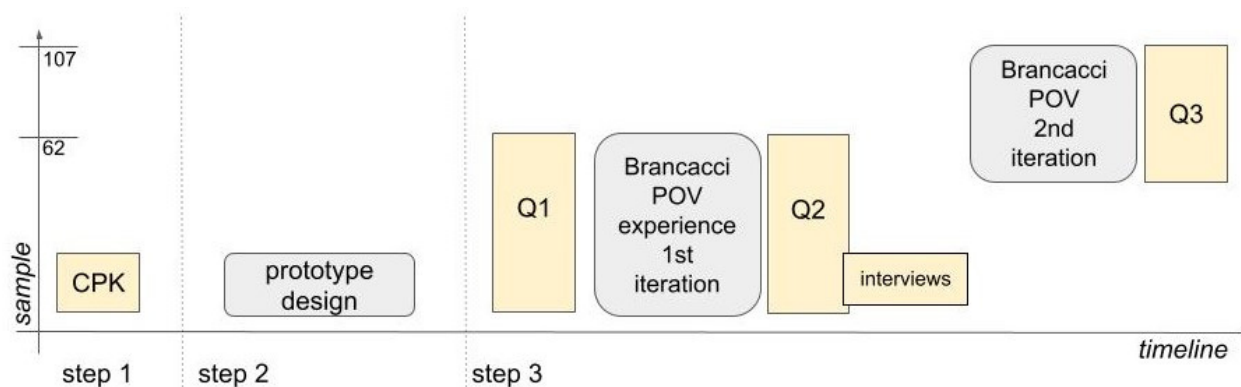 107
62
sample
CPK
prototype
design
Q1
Brancacci
POV
experience
1st
iteration
Q2
interviews
Brancacci
POV
2nd
iteration
Q3
timeline
step 1
step 2
step 3